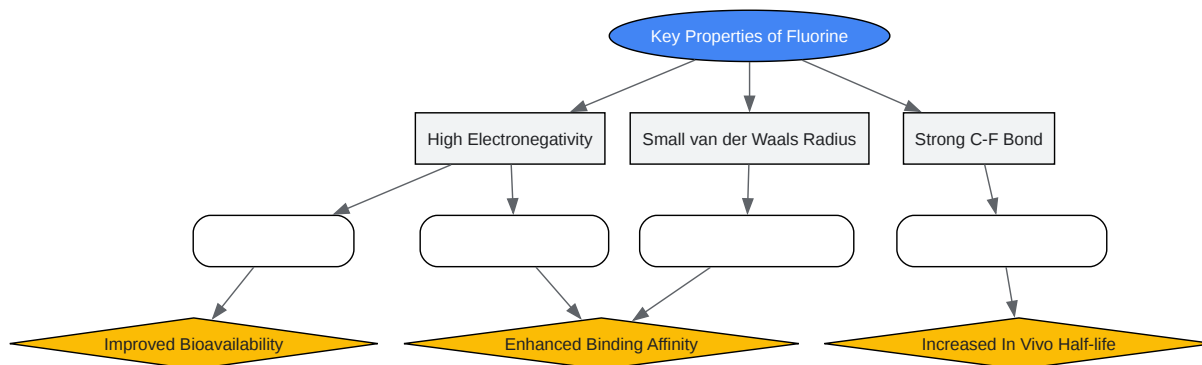 Key Properties of Fluorine
High Electronegativity
Small van der Waals Radius
Strong C-F Bond
Improved Bioavailability
Enhanced Binding Affinity
Increased In Vivo Half-life